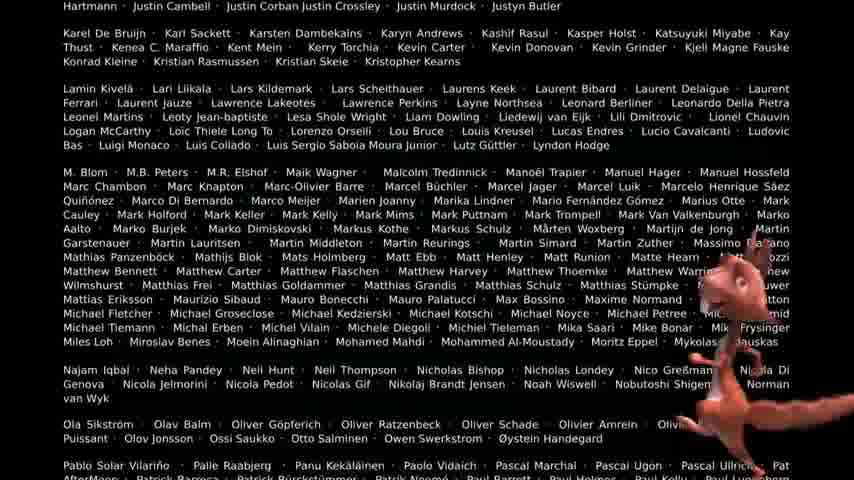 Hartmann · Justin Cambell · Justin Corban Justin Crossley · Justin Murdock · Justyn Butler
Karel De Bruijn · Karl Sackett · Karsten Dambekalns · Karyn Andrews · Kashif Rasul · Kasper Holst · Katsuyuki Miyabe · Kay
Thust · Kenea C. Maraffio · Kent Mein · Kerry Torchia · Kevin Carter · Kevin Donovan · Kevin Grinder · Kjell Magne Fauske
Konrad Kleine · Kristian Rasmussen · Kristian Skeie · Kristopher Kearns
Lamin Kivelä · Lari Liikala · Lars Kildemark · Lars Scheithauer · Laurens Keek · Laurent Bibard · Laurent Delaigue · Laurent
Ferrari · Laurent Jauze · Lawrence Lakeotes · Lawrence Perkins · Layne Northsea · Leonard Berliner · Leonardo Della Pietra
Leonel Martins · Leoty Jean-baptiste · Lesa Shole Wright · Liam Dowling · Liedewij van Eijk · Lili Dmitrovic · Lionel Chauvin
Logan McCarthy · Loïc Thiele Long To · Lorenzo Orselli · Lou Bruce · Louis Kreusel · Lucas Endres · Lucio Cavalcanti · Ludovic
Bas · Luigi Monaco · Luis Collado · Luis Sergio Saboia Moura Junior · Lutz Güttler · Lyndon Hodge
M. Blom · M.B. Peters · M.R. Elshof · Maik Wagner · Malcolm Tredinnick · Manoël Trapier · Manuel Hager · Manuel Hossfeld
Marc Chambon · Marc Knapton · Marc-Olivier Barre · Marcel Büchler · Marcel Jager · Marcel Luik · Marcelo Henrique Sáez
Quiñónez · Marco Di Bernardo · Marco Meijer · Marien Joanny · Marika Lindner · Mario Fernández Gómez · Marius Otte · Mark
Cauley · Mark Holford · Mark Keller · Mark Kelly · Mark Mims · Mark Puttnam · Mark Trompell · Mark Van Valkenburgh · Marko
Aalto · Marko Burjek · Marko Dimiskovski · Markus Kothe · Markus Schulz · Mårten Woxberg · Martijn de Jong · Martin
Garstenauer · Martin Lauritsen · Martin Middleton · Martin Reurings · Martin Simard · Martin Zuther · Massimo
Mathias Panzenböck · Mathijs Blok · Mats Holmberg · Matt Ebb · Matt Henley · Matt Runion · Matte Hearn
Matthew Bennett · Matthew Carter · Matthew Flaschen · Matthew Harvey · Matthew Thoemke · Matthew
Wilmshurst · Matthias Frei · Matthias Goldammer · Matthias Grandis · Matthias Schulz · Matthias Stümpke
Mattias Eriksson · Maurizio Sibaud · Mauro Bonecchi · Mauro Palatucci · Max Bossino · Maxime Normand
Michael Fletcher · Michael Groseclose · Michael Kedzierski · Michael Kotschi · Michael Noyce · Michael Petree
Michael Tiemann · Michal Erben · Michel Vilain · Michele Diegoli · Michiel Tieleman · Mika Saari · Mike Bonar · Mike Frysinger
Miles Loh · Miroslav Benes · Moein Alinaghian · Mohamed Mahdi · Mohammed Al-Moustady · Moritz Eppel · Mykolas
Najam Iqbal · Neha Pandey · Neil Hunt · Neil Thompson · Nicholas Bishop · Nicholas Londey · Nico · Nicola Di
Genova · Nicola Jelmorini · Nicola Pedot · Nicolas Gif · Nikolaj Brandt Jensen · Noah Wiswell · Nobutoshi · Norman
van Wyk
Ola Sikström · Olav Balm · Oliver Göpferich · Oliver Ratzenbeck · Oliver Schade · Olivier Amrein
Puissant · Olov Jonsson · Ossi Saukko · Otto Salminen · Owen Swerkstrom · Øystein Handegard
Pablo Solar Vilariño · Palle Raabjerg · Panu Kekäläinen · Paolo Vidaich · Pascal Marchal · Pascal Ugon · Pascal Ullrich · Pat